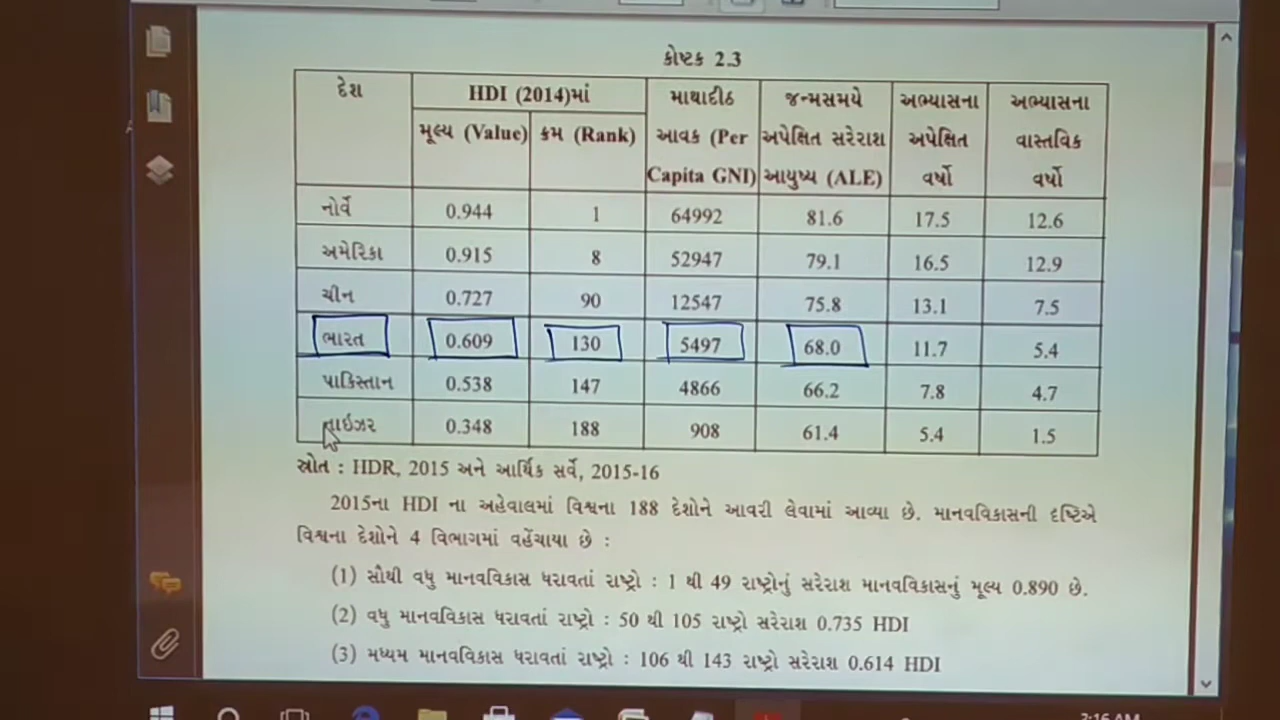 કોષ્ટક 2.3
દેશ HDI (2014)માં માથાદીઠ જન્મસમયે અભ્યાસના અભ્યાસના
મૂલ્ય (Value) ક્રમ (Rank) આવક (Per અપેક્ષિત સરેરાશ અપેક્ષિત વાસ્તવિક
Capita GNI) આયુષ્ય (ALE) વર્ષો વર્ષો
નોર્વે 0.944 1 64992 81.6 17.5 12.6
અમેરિકા 0.915 8 52947 79.1 16.5 12.9
ચીન 0.727 90 12547 75.8 13.1 7.5
ભારત 0.609 130 5497 68.0 11.7 5.4
પાકિસ્તાન 0.538 147 4866 66.2 7.8 4.7
નાઇઝર 0.348 188 908 61.4 5.4 1.5
સ્રોત : HDR, 2015 અને આર્થિક સર્વે, 2015-16
2015ના HDI ના અહેવાલમાં વિશ્વના 188 દેશોને આવરી લેવામાં આવ્યા છે. માનવવિકાસની દૃષ્ટિએ
વિશ્વના દેશોને 4 વિભાગમાં વહેંચાયા છે :
(1) સૌથી વધુ માનવવિકાસ ધરાવતાં રાષ્ટ્રો : 1 થી 49 રાષ્ટ્રોનું સરેરાશ માનવવિકાસનું મૂલ્ય 0.890 છે.
(2) વધુ માનવવિકાસ ધરાવતાં રાષ્ટ્રો : 50 થી 105 રાષ્ટ્રો સરેરાશ 0.735 HDI
(3) મધ્યમ માનવવિકાસ ધરાવતાં રાષ્ટ્રો : 106 થી 143 રાષ્ટ્રો સરેરાશ 0.614 HDI
2:16 AM